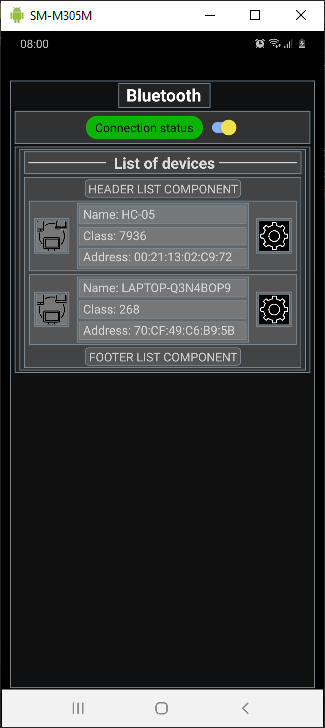 SM-M305M
08:00
Bluetooth
Connection status
List of devices
HEADER LIST COMPONENT
Name: HC-05
Class: 7936
Address: 00:21:13:02:C9:72
Name: LAPTOP-Q3N4BOP9
Class: 268
Address: 70:CF:49:C6:B9:5B
FOOTER LIST COMPONENT